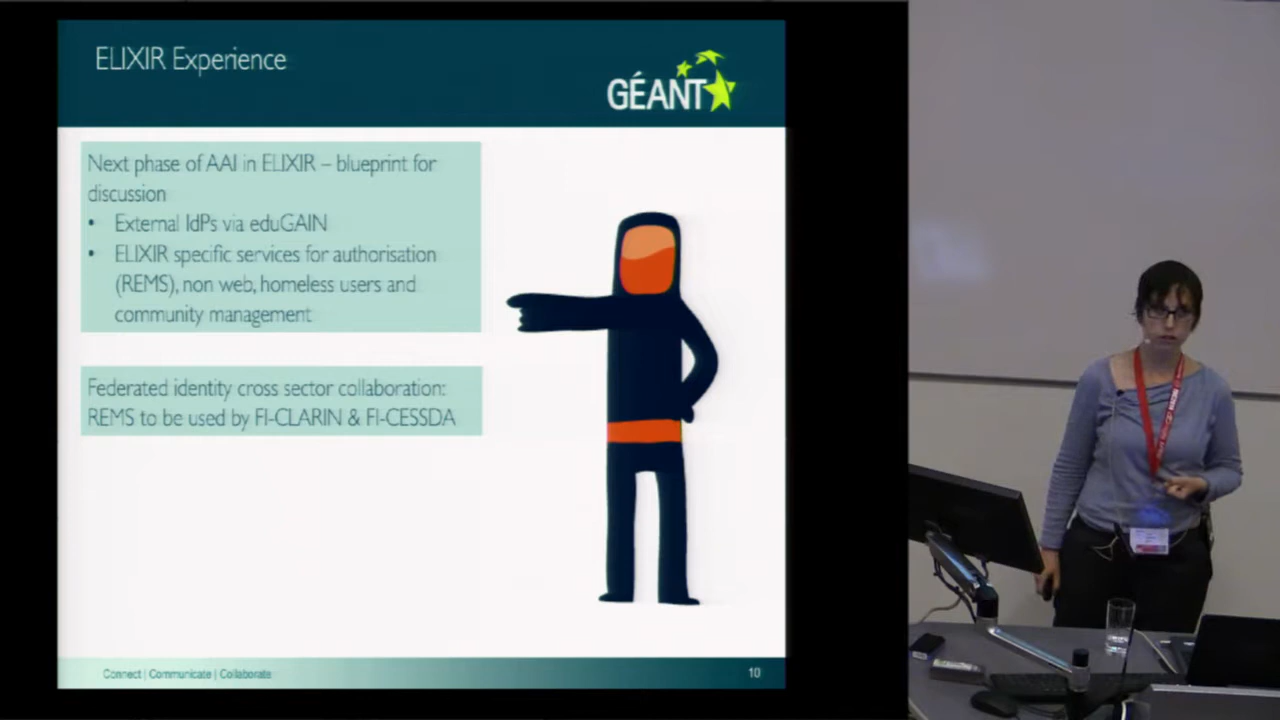 ELIXIR Experience
GÉANT
Next phase of AAI in ELIXIR – blueprint for
discussion
• External IdPs via eduGAIN
• ELIXIR specific services for authorisation
(REMS), non web, homeless users and
community management
Federated identity cross sector collaboration:
REMS to be used by FI-CLARIN & FI-CESSDA
Connect | Communicate | Collaborate
10